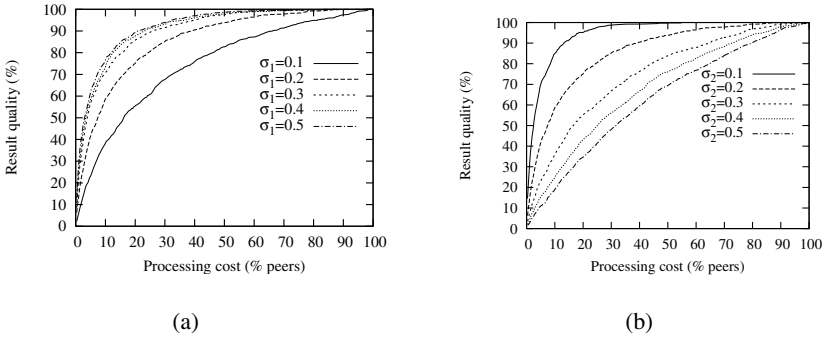 100
90
80
70
60
50
40
30
20
10
0
Result quality (%)
σ1=0.1
σ1=0.2
σ1=0.3
σ1=0.4
σ1=0.5
0 10 20 30 40 50 60 70 80 90 100
Processing cost (% peers)
(a)
100
90
80
70
60
50
40
30
20
10
0
Result quality (%)
σ2=0.1
σ2=0.2
σ2=0.3
σ2=0.4
σ2=0.5
0 10 20 30 40 50 60 70 80 90 100
Processing cost (% peers)
(b)